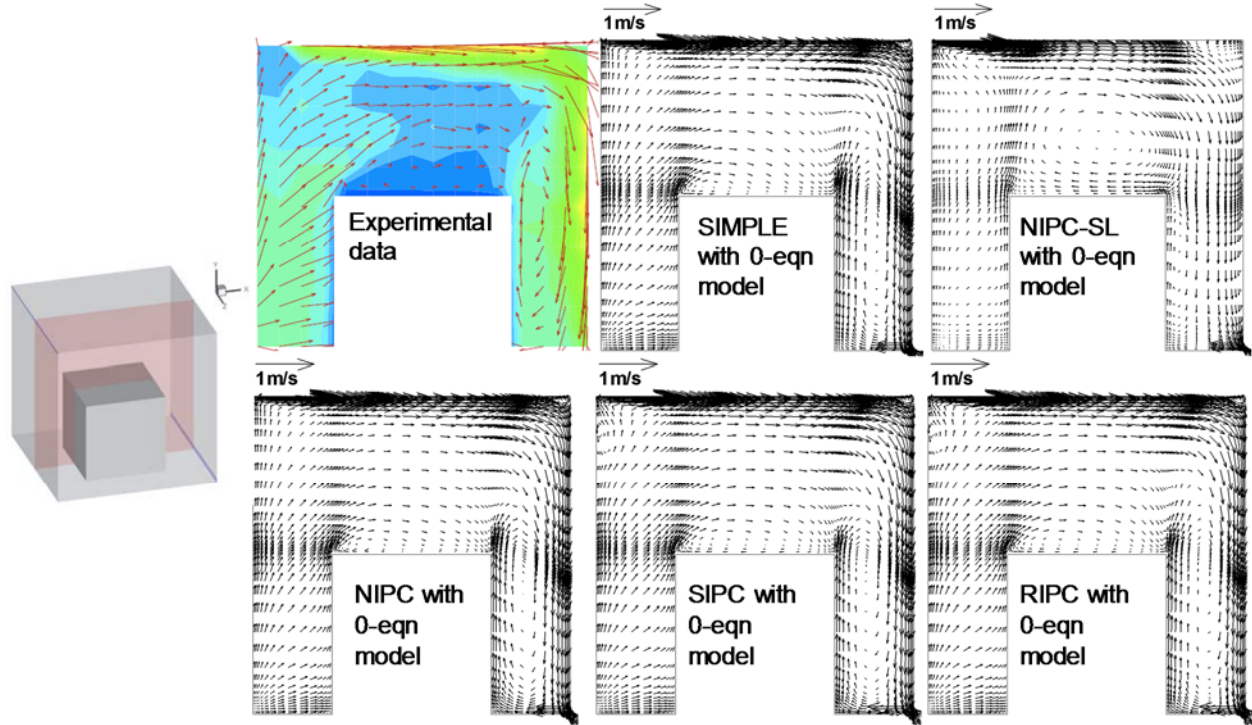 1m/s
1m/s
Experimental
data
SIMPLE
with 0-eqn
model
NIPC-SL
with 0-eqn
model
Y
X
Z
1m/s
1m/s
1m/s
NIPC with
0-eqn
model
SIPC with
0-eqn
model
RIPC with
0-eqn
model